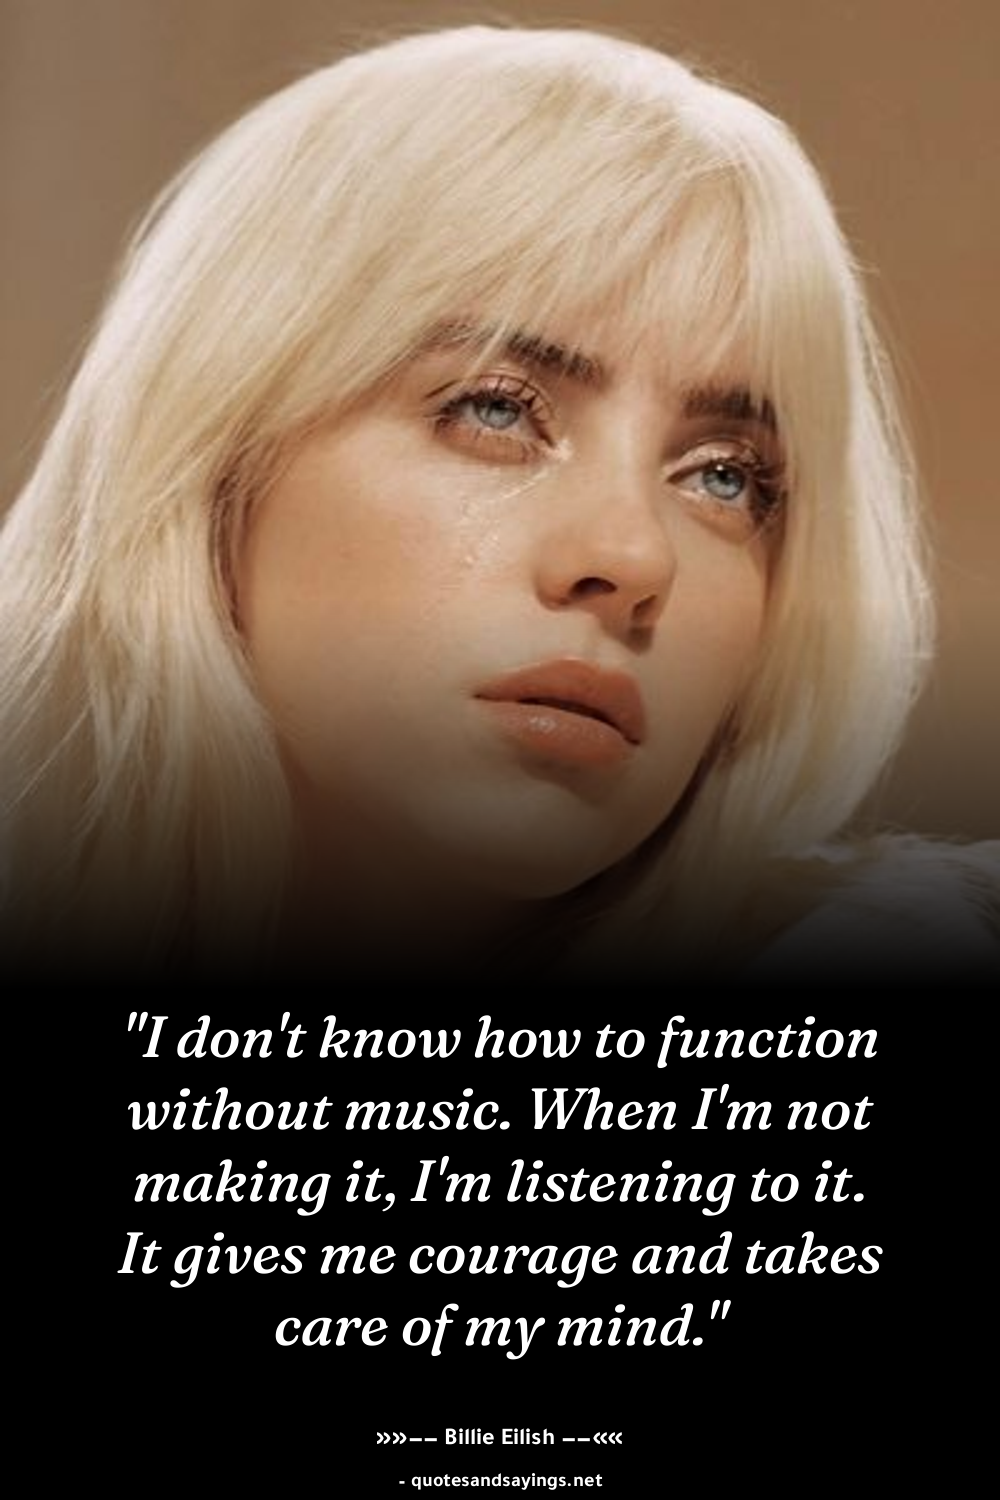 "I don't know how to function
without music. When I'm not
making it, I'm listening to it.
It gives me courage and takes
care of my mind."
»»−− Billie Eilish −−««
- quotesandsayings.net